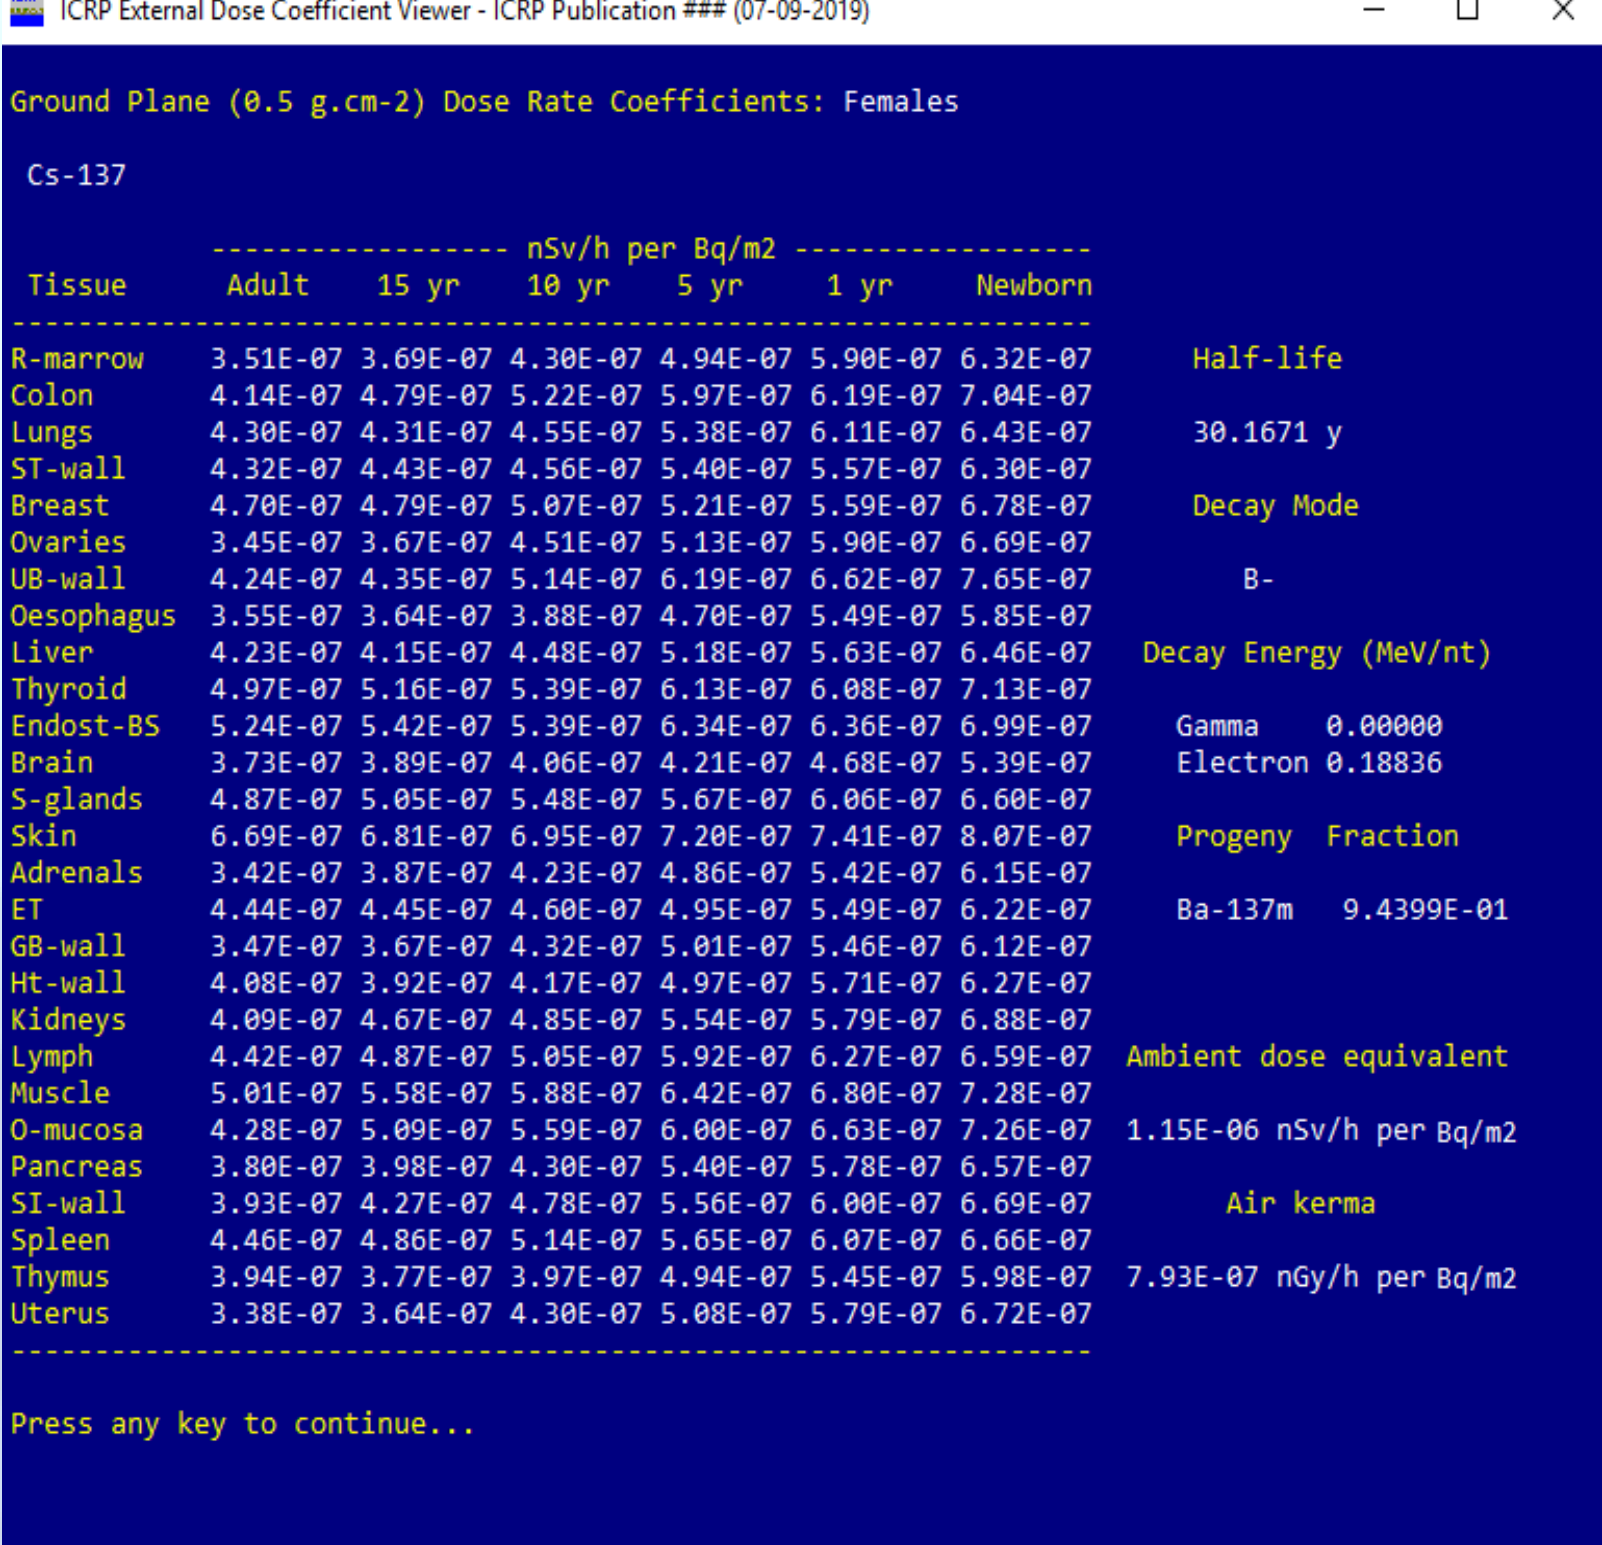 ICRP External Dose Coefficient Viewer - ICRP Publication ### (07-09-2019)
Ground Plane (0.5 g.cm-2) Dose Rate Coefficients: Females
Cs-137
------------------ nSv/h per Bq/m2 ------------------
Tissue Adult 15 yr 10 yr 5 yr 1 yr Newborn
-----------------------------------------------------------------
R-marrow 3.51E-07 3.69E-07 4.30E-07 4.94E-07 5.90E-07 6.32E-07 Half-life
Colon 4.14E-07 4.79E-07 5.22E-07 5.97E-07 6.19E-07 7.04E-07
Lungs 4.30E-07 4.31E-07 4.55E-07 5.38E-07 6.11E-07 6.43E-07 30.1671 y
ST-wall 4.32E-07 4.43E-07 4.56E-07 5.40E-07 5.57E-07 6.30E-07
Breast 4.70E-07 4.79E-07 5.07E-07 5.21E-07 5.59E-07 6.78E-07 Decay Mode
Ovaries 3.45E-07 3.67E-07 4.51E-07 5.13E-07 5.90E-07 6.69E-07
UB-wall 4.24E-07 4.35E-07 5.14E-07 6.19E-07 6.62E-07 7.65E-07 B-
Oesophagus 3.55E-07 3.64E-07 3.88E-07 4.70E-07 5.49E-07 5.85E-07
Liver 4.23E-07 4.15E-07 4.48E-07 5.18E-07 5.63E-07 6.46E-07 Decay Energy (MeV/nt)
Thyroid 4.97E-07 5.16E-07 5.39E-07 6.13E-07 6.08E-07 7.13E-07
Endost-BS 5.24E-07 5.42E-07 5.39E-07 6.34E-07 6.36E-07 6.99E-07 Gamma 0.00000
Brain 3.73E-07 3.89E-07 4.06E-07 4.21E-07 4.68E-07 5.39E-07 Electron 0.18836
S-glands 4.87E-07 5.05E-07 5.48E-07 5.67E-07 6.06E-07 6.60E-07
Skin 6.69E-07 6.81E-07 6.95E-07 7.20E-07 7.41E-07 8.07E-07 Progeny Fraction
Adrenals 3.42E-07 3.87E-07 4.23E-07 4.86E-07 5.42E-07 6.15E-07
ET 4.44E-07 4.45E-07 4.60E-07 4.95E-07 5.49E-07 6.22E-07 Ba-137m 9.4399E-01
GB-wall 3.47E-07 3.67E-07 4.32E-07 5.01E-07 5.46E-07 6.12E-07
Ht-wall 4.08E-07 3.92E-07 4.17E-07 4.97E-07 5.71E-07 6.27E-07
Kidneys 4.09E-07 4.67E-07 4.85E-07 5.54E-07 5.79E-07 6.88E-07
Lymph 4.42E-07 4.87E-07 5.05E-07 5.92E-07 6.27E-07 6.59E-07 Ambient dose equivalent
Muscle 5.01E-07 5.58E-07 5.88E-07 6.42E-07 6.80E-07 7.28E-07
O-mucosa 4.28E-07 5.09E-07 5.59E-07 6.00E-07 6.63E-07 7.26E-07 1.15E-06 nSv/h per Bq/m2
Pancreas 3.80E-07 3.98E-07 4.30E-07 5.40E-07 5.78E-07 6.57E-07
SI-wall 3.93E-07 4.27E-07 4.78E-07 5.56E-07 6.00E-07 6.69E-07 Air kerma
Spleen 4.46E-07 4.86E-07 5.14E-07 5.65E-07 6.07E-07 6.66E-07
Thymus 3.94E-07 3.77E-07 3.97E-07 4.94E-07 5.45E-07 5.98E-07 7.93E-07 nGy/h per Bq/m2
Uterus 3.38E-07 3.64E-07 4.30E-07 5.08E-07 5.79E-07 6.72E-07
-----------------------------------------------------------------
Press any key to continue...